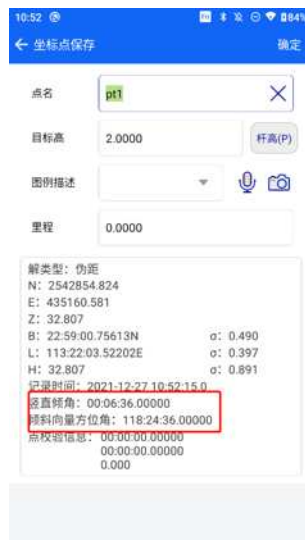 10:52
84%
坐标点保存
确定
点名 pt1
目标高 2.0000 杆高(P)
图例描述
里程 0.0000
解类型：伪距
N: 2542854.824
E: 435160.581
Z: 32.807
B: 22:59:00.75613N σ: 0.490
L: 113:22:03.52202E σ: 0.397
H: 32.807 σ: 0.891
记录时间：2021-12-27 10:52:15.0
竖直倾角：00:06:36.00000
倾斜向量方位角：118:24:36.00000
点校验信息：00:00:00.00000
00:00:00.00000
0.000